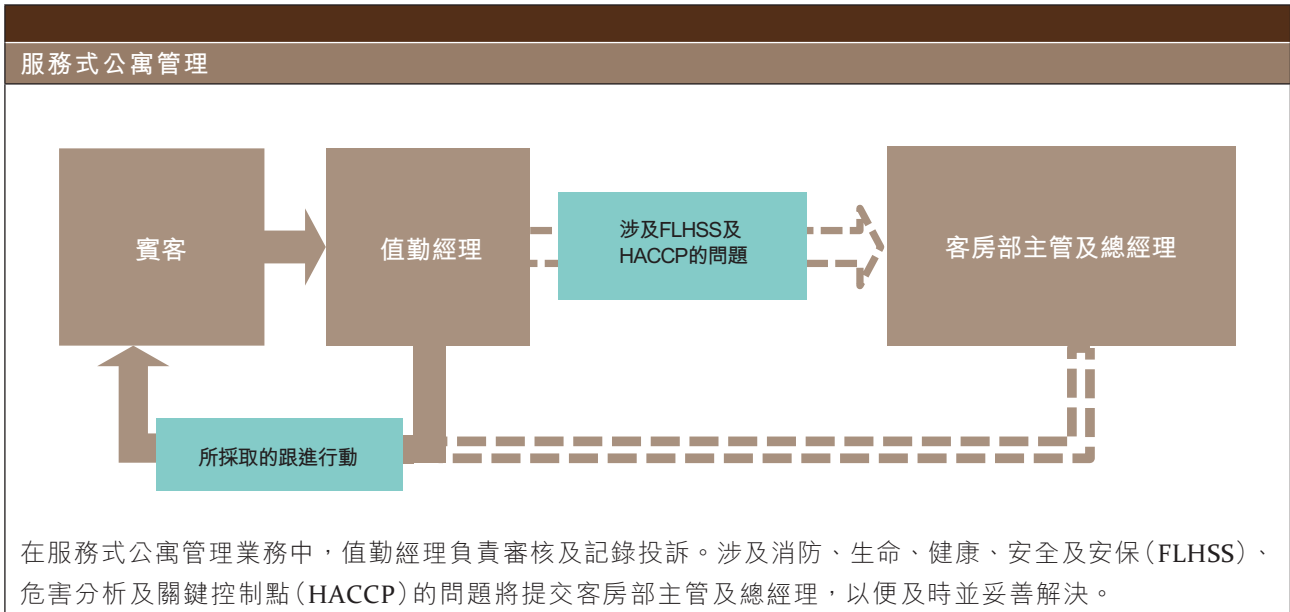 服務式公寓管理
賓客
值勤經理
涉及FLHSS及
HACCP的問題
客房部主管及總經理
所採取的跟進行動
在服務式公寓管理業務中，值勤經理負責審核及記錄投訴。涉及消防、生命、健康、安全及安保（FLHSS）、
危害分析及關鍵控制點（HACCP）的問題將提交客房部主管及總經理，以便及時並妥善解決。